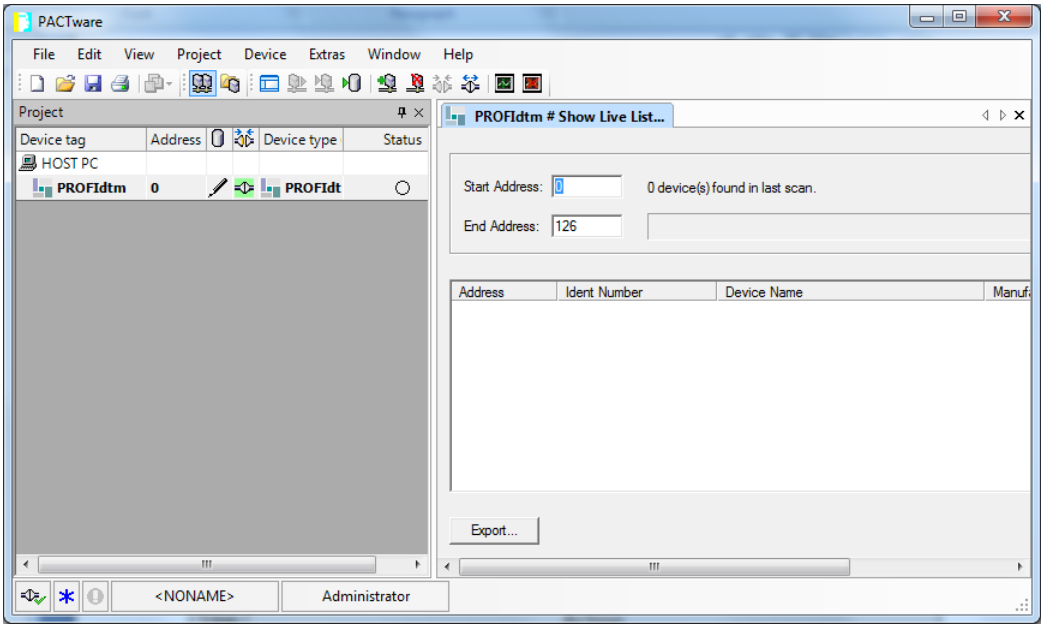 PACTware
File Edit View Project Device Extras Window Help
Project
PROFIdtm # Show Live List...
Device tag Address Device type Status
HOST PC
PROFIdtm 0 PROFIdt
Start Address: 0 0 device(s) found in last scan.
End Address: 126
Address Ident Number Device Name Manufa
Export...
<NONAME> Administrator